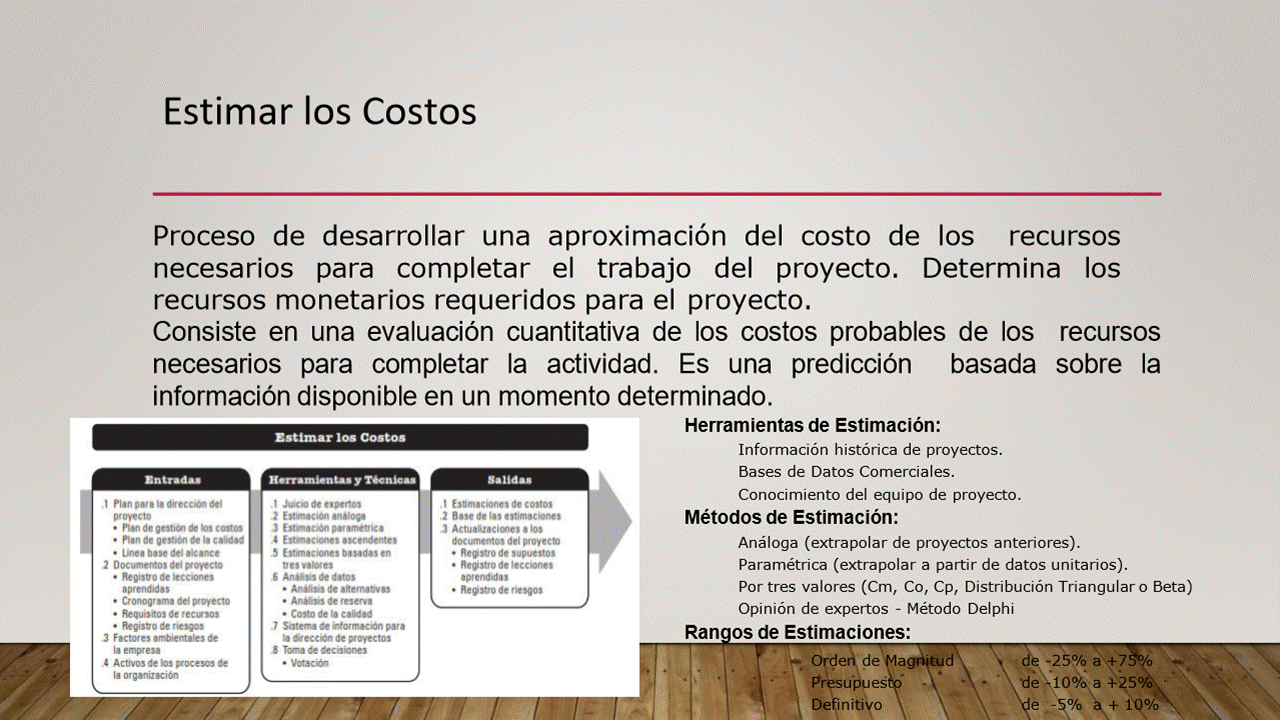 Estimar los Costos
Proceso de desarrollar una aproximación del costo de los recursos
necesarios para completar el trabajo del proyecto. Determina los
recursos monetarios requeridos para el proyecto.
Consiste en una evaluación cuantitativa de los costos probables de los recursos
necesarios para completar la actividad. Es una predicción basada sobre la
información disponible en un momento determinado.
Estimar los Costos
Entradas
.1 Plan para la dirección del
proyecto
• Plan de gestión de los costos
• Plan de gestión de la calidad
• Línea base del alcance
.2 Documentos del proyecto
• Registro de lecciones
aprendidas
• Cronograma del proyecto
• Requisitos de recursos
• Registro de riesgos
.3 Factores ambientales de
la empresa
.4 Activos de los procesos de
la organización
Herramientas y Técnicas
.1 Juicio de expertos
.2 Estimación análoga
.3 Estimación paramétrica
.4 Estimaciones ascendentes
.5 Estimaciones basadas en
tres valores
.6 Análisis de datos
• Análisis de alternativas
• Análisis de reserva
• Costo de la calidad
.7 Sistema de información para
la dirección de proyectos
.8 Toma de decisiones
• Votación
Salidas
.1 Estimaciones de costos
.2 Base de las estimaciones
.3 Actualizaciones a los
documentos del proyecto
• Registro de supuestos
• Registro de lecciones
aprendidas
• Registro de riesgos
Herramientas de Estimación:
Información histórica de proyectos.
Bases de Datos Comerciales.
Conocimiento del equipo de proyecto.
Métodos de Estimación:
Análoga (extrapolar de proyectos anteriores).
Paramétrica (extrapolar a partir de datos unitarios).
Por tres valores (Cm, Co, Cp, Distribución Triangular o Beta)
Opinión de expertos - Método Delphi
Rangos de Estimaciones:
Orden de Magnitud de -25% a +75%
Presupuesto de -10% a +25%
Definitivo de -5% a + 10%